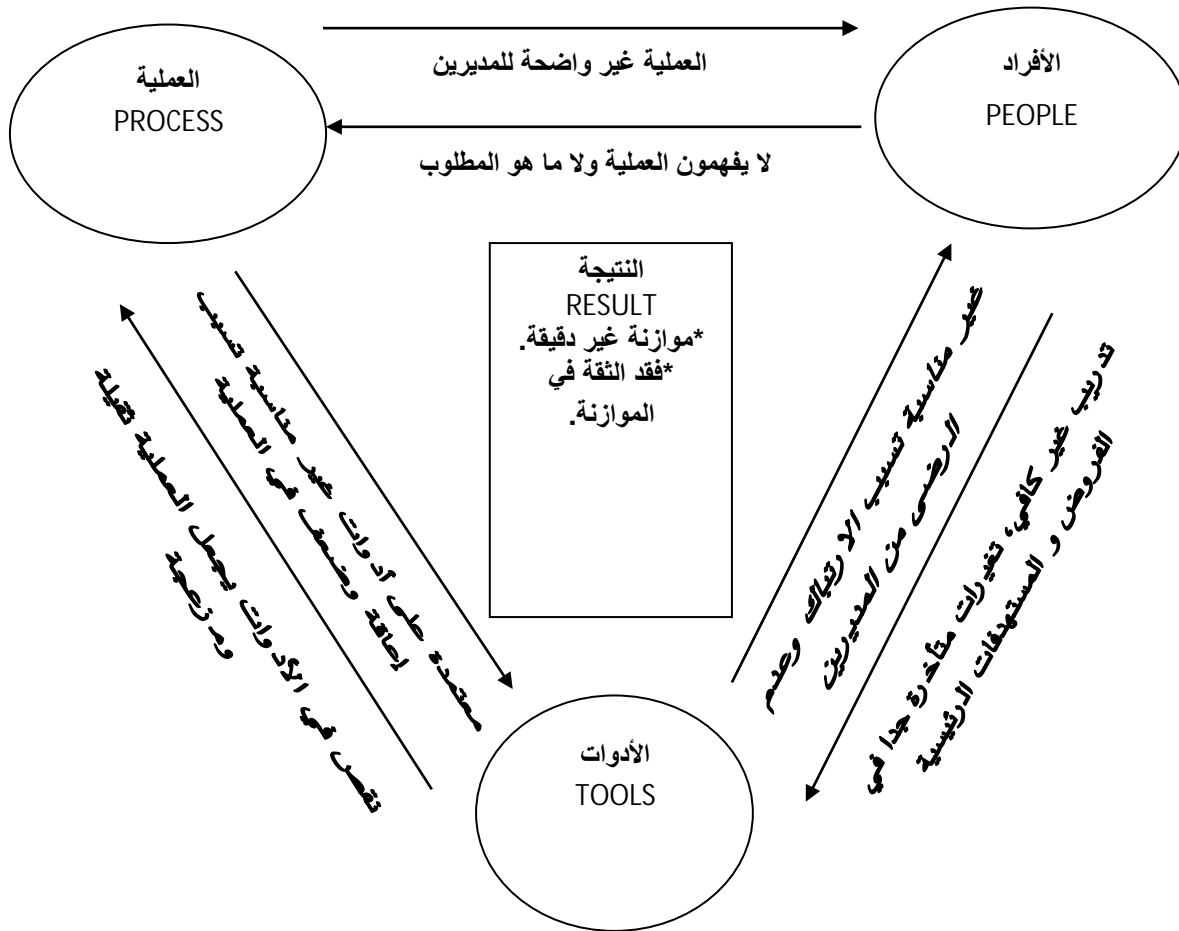 العملية
PROCESS
العملية غير واضحة للمديرين
الأفراد
PEOPLE
لا يفهمون العملية ولا ما هو المطلوب
النتيجة
RESULT
*موازنة غير دقيقة.
*فقد الثقة في
الموازنة.
معتمده على أدوات غير مناسبة تسبب
إعاقة وضعف في العملية
نقص في الأدوات يجعل العملية ثقيلة
ومزعجة
غير مناسبة تسبب الارتباك وعدم
الرضى من المديرين
تدريب غير كافي، تغيرات متأخرة جدا في
الفروض و المستهدفات الرئيسية
الأدوات
TOOLS